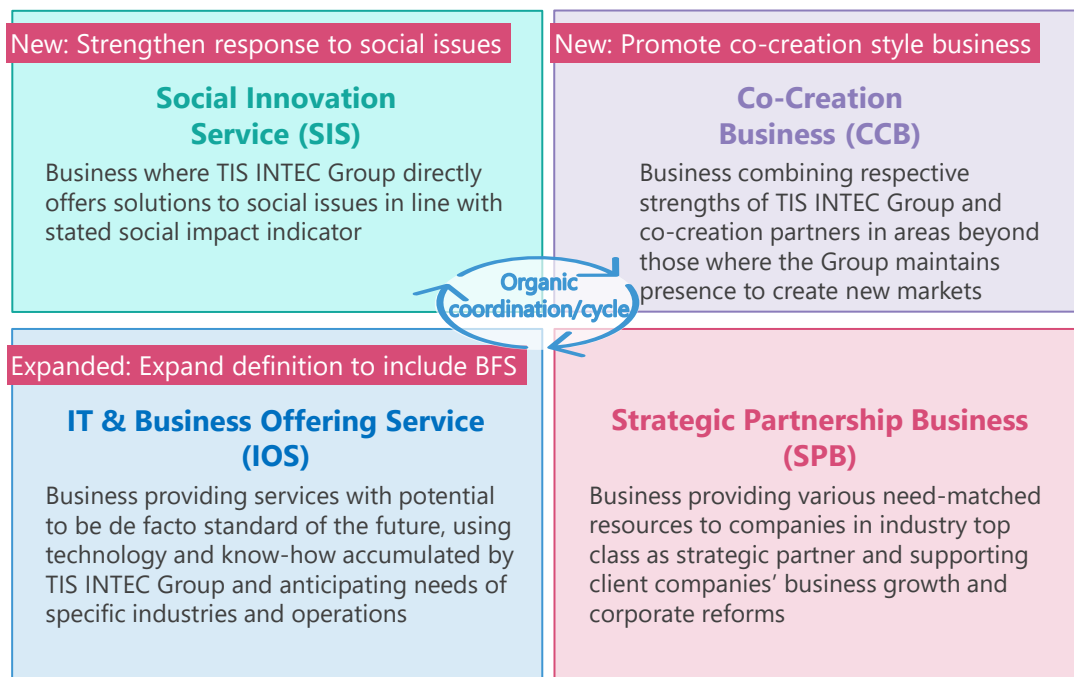 New: Strengthen response to social issues
Social Innovation
Service (SIS)
Business where TIS INTEC Group directly
offers solutions to social issues in line with
stated social impact indicator
New: Promote co-creation style business
Co-Creation
Business (CCB)
Business combining respective
strengths of TIS INTEC Group and
co-creation partners in areas beyond
those where the Group maintains
presence to create new markets
Organic
coordination/cycle
Expanded: Expand definition to include BFS
IT & Business Offering Service
(IOS)
Business providing services with potential
to be de facto standard of the future, using
technology and know-how accumulated by
TIS INTEC Group and anticipating needs of
specific industries and operations
Strategic Partnership Business
(SPB)
Business providing various need-matched
resources to companies in industry top
class as strategic partner and supporting
client companies’ business growth and
corporate reforms